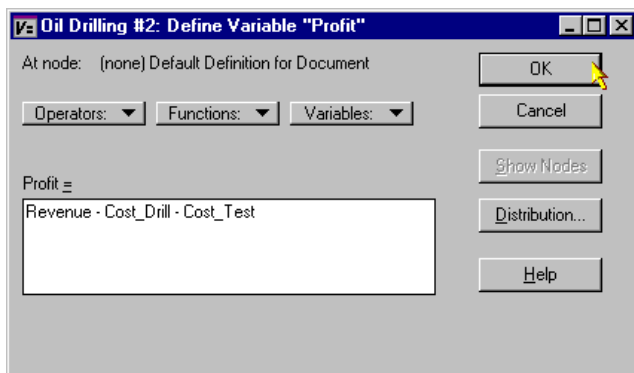 Oil Drilling #2: Define Variable "Profit"
At node: (none) Default Definition for Document
OK
Operators: Functions: Variables:
Cancel
Show Nodes
Profit =
Revenue - Cost_Drill - Cost_Test
Distribution...
Help